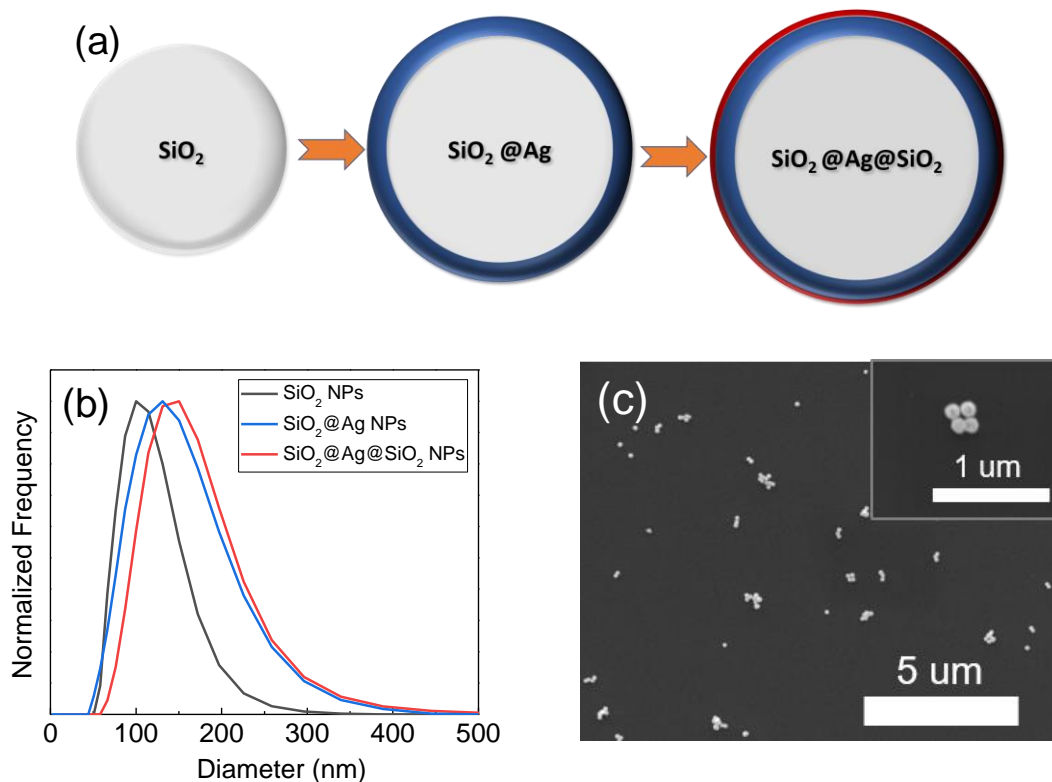 (a)
SiO₂
SiO₂ @Ag
SiO₂ @Ag@SiO₂
(b)
SiO₂ NPs
SiO₂@Ag NPs
SiO₂@Ag@SiO₂ NPs
Normalized Frequency
0 100 200 300 400 500
Diameter (nm)
(c)
1 um
5 um